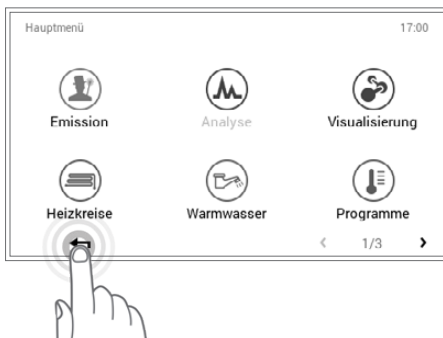 Hauptmenü 17:00
Emission Analyse Visualisierung
Heizkreise Warmwasser Programme
1/3